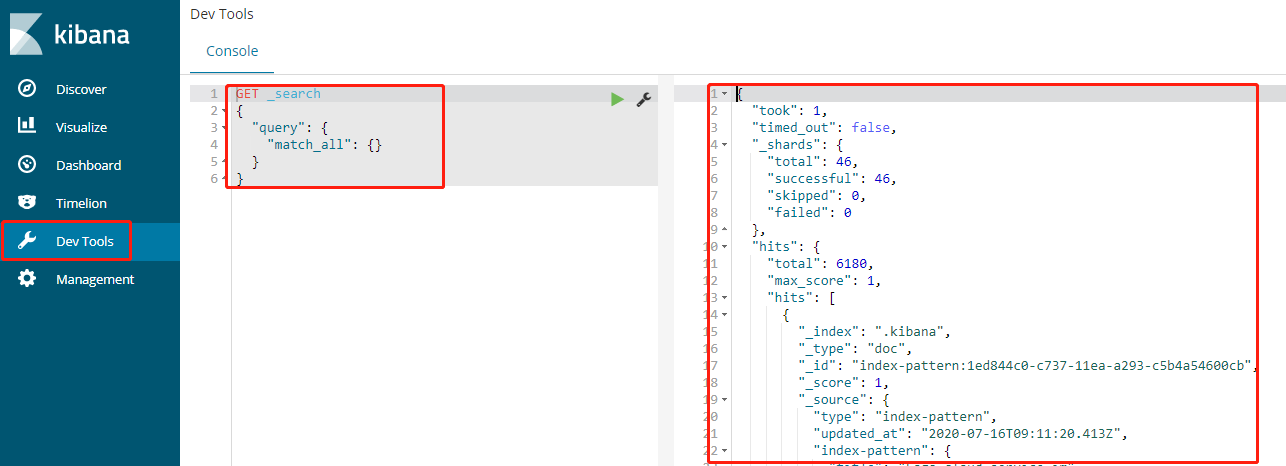 kibana
Discover
Visualize
Dashboard
Timelion
Dev Tools
Management
Dev Tools
Console
1 GET _search
2 {
3 "query": {
4 "match_all": {}
5 }
6 }
1 {
2 "took": 1,
3 "timed_out": false,
4 "_shards": {
5 "total": 46,
6 "successful": 46,
7 "skipped": 0,
8 "failed": 0
9 },
10 "hits": {
11 "total": 6180,
12 "max_score": 1,
13 "hits": [
14 {
15 "_index": ".kibana",
16 "_type": "doc",
17 "_id": "index-pattern:1ed844c0-c737-11ea-a293-c5b4a54600cb",
18 "_score": 1,
19 "_source": {
20 "type": "index-pattern",
21 "updated_at": "2020-07-16T09:11:20.413Z",
22 "index-pattern": {